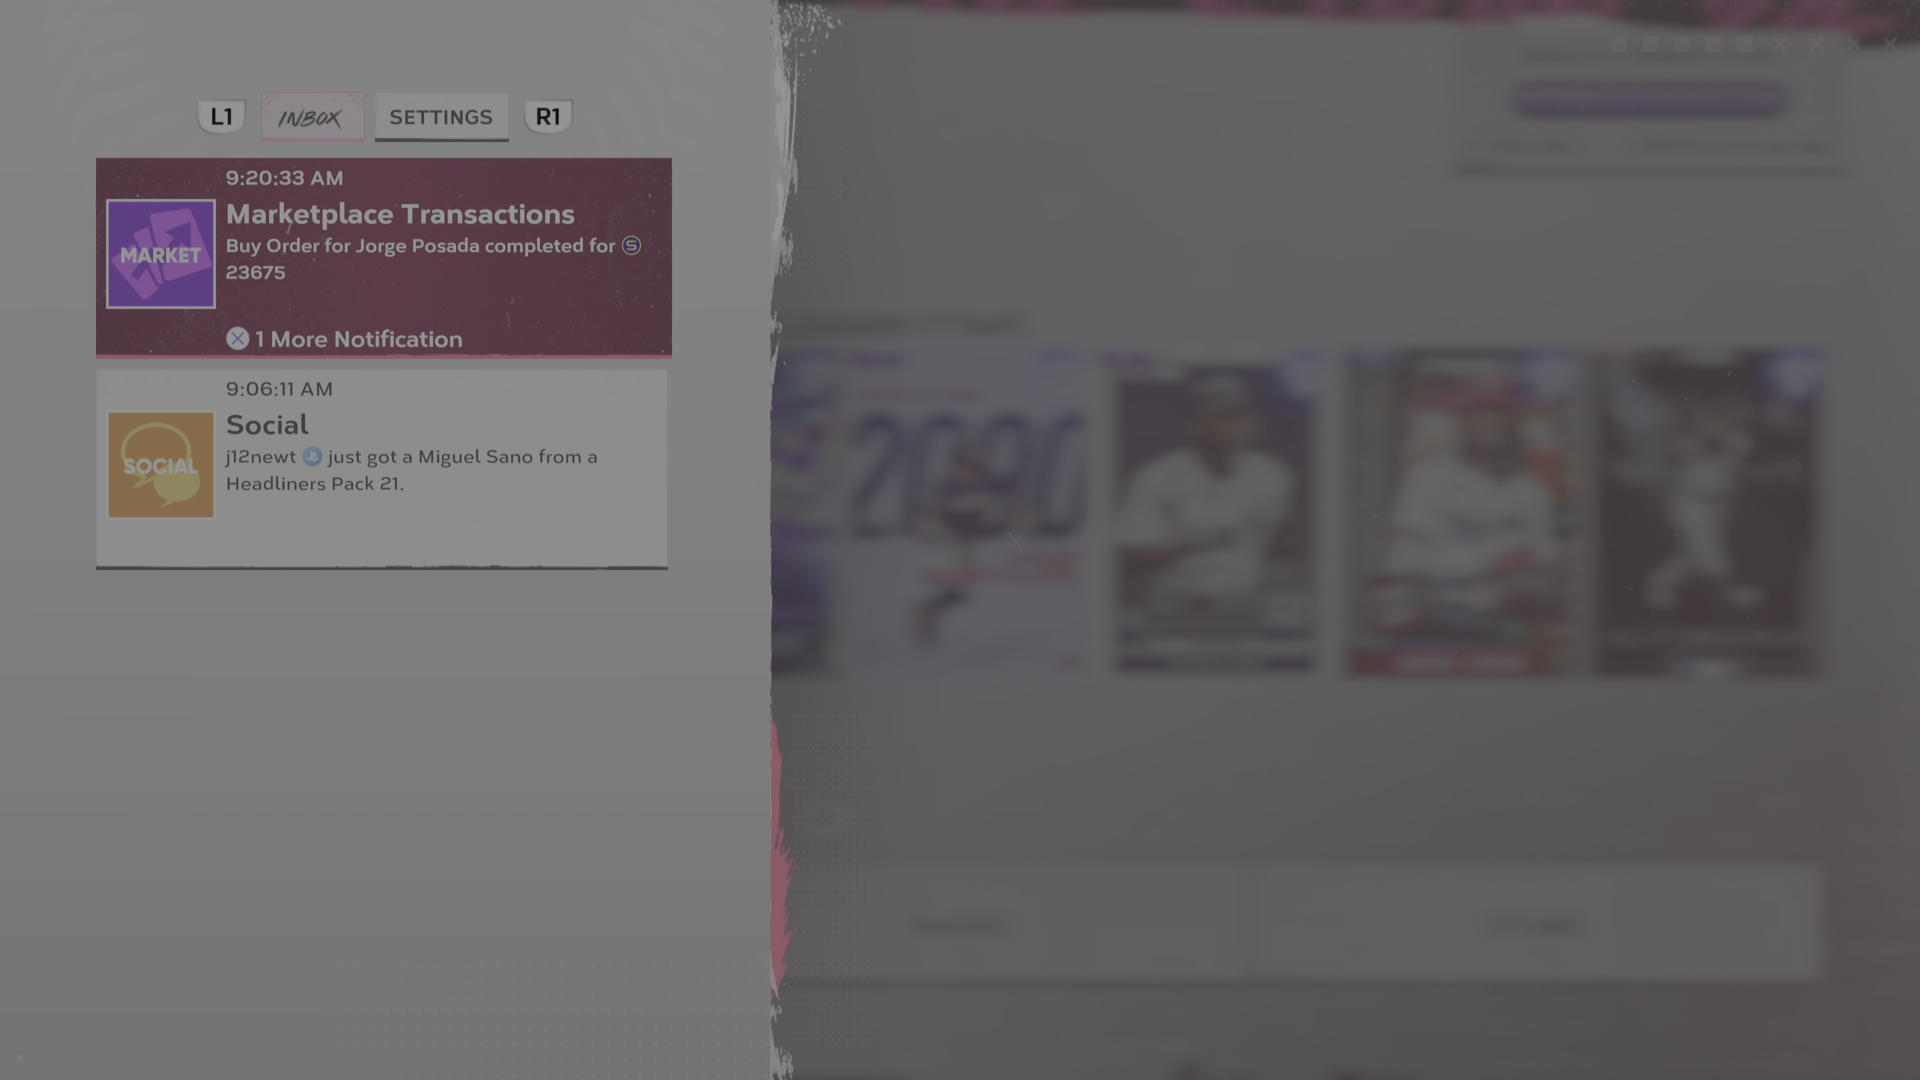 L1
INBOX
SETTINGS
R1
9:20:33 AM
MARKET
Marketplace Transactions
Buy Order for Jorge Posada completed for S
23675
1 More Notification
9:06:11 AM
SOCIAL
Social
j12newt just got a Miguel Sano from a
Headliners Pack 21.
2090